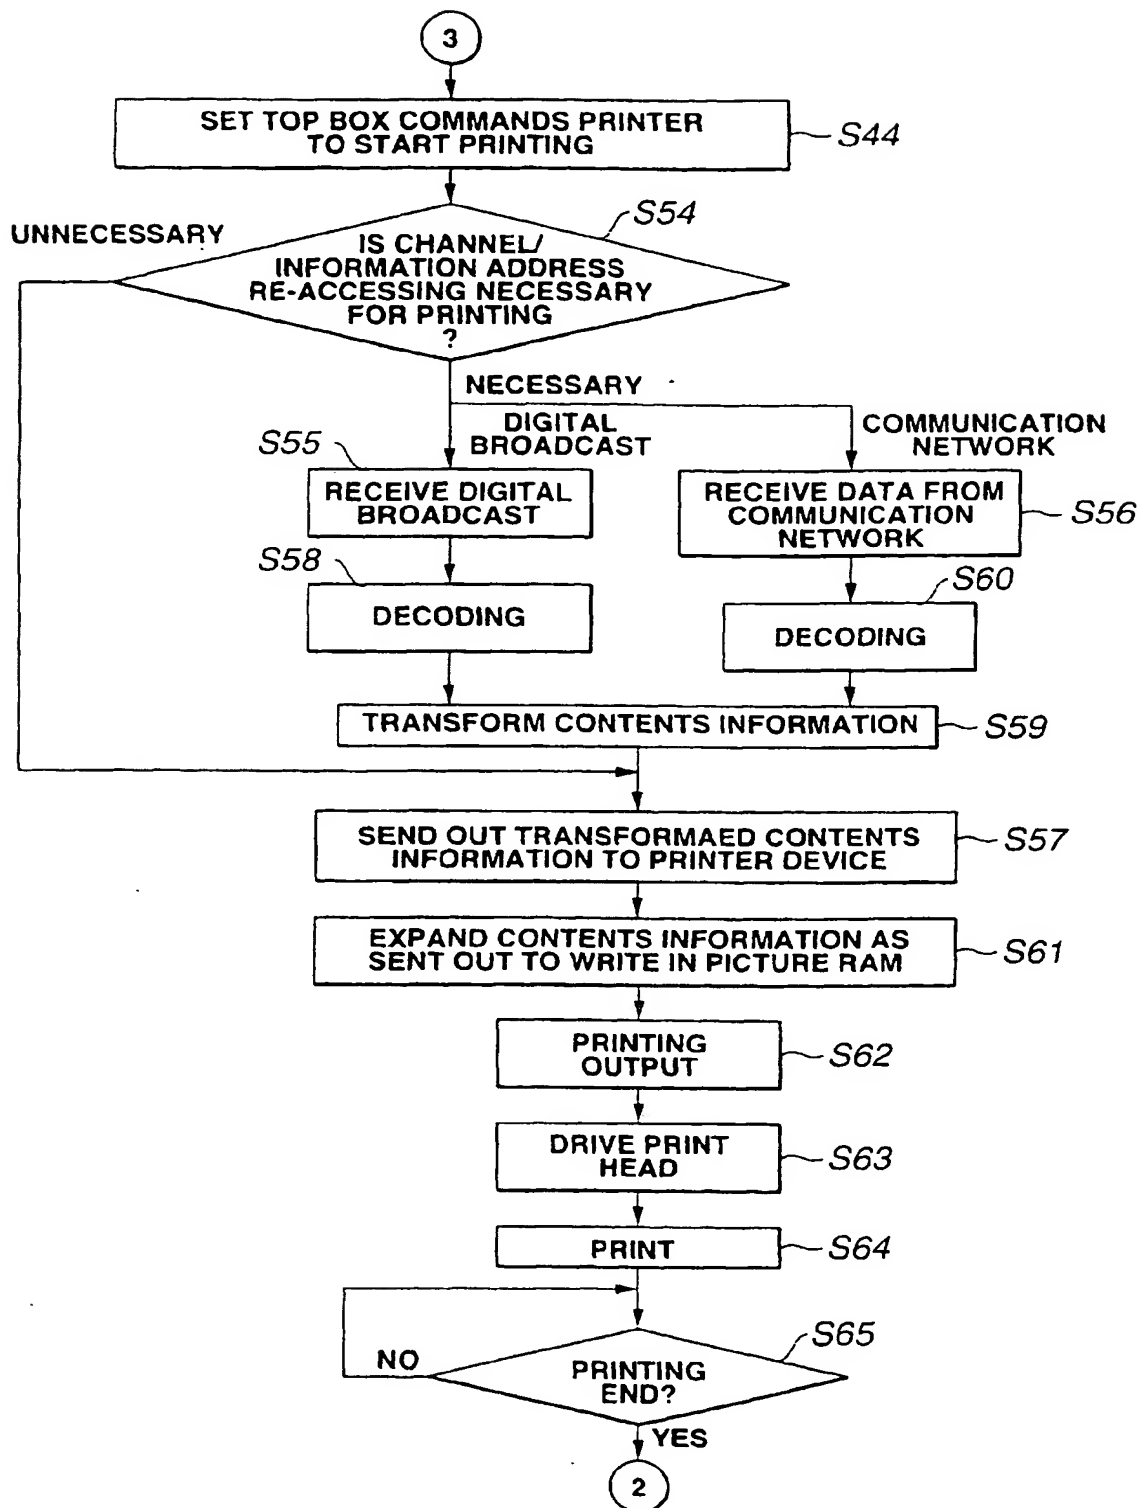 3
SET TOP BOX COMMANDS PRINTER
TO START PRINTING
S44
S54
UNNECESSARY
IS CHANNEL/
INFORMATION ADDRESS
RE-ACCESSING NECESSARY
FOR PRINTING
?
NECESSARY
DIGITAL
BROADCAST
COMMUNICATION
NETWORK
S55
RECEIVE DIGITAL
BROADCAST
RECEIVE DATA FROM
COMMUNICATION
NETWORK
S56
S58
DECODING
S60
DECODING
TRANSFORM CONTENTS INFORMATION
S59
SEND OUT TRANSFORMAED CONTENTS
INFORMATION TO PRINTER DEVICE
S57
EXPAND CONTENTS INFORMATION AS
SENT OUT TO WRITE IN PICTURE RAM
S61
PRINTING
OUTPUT
S62
DRIVE PRINT
HEAD
S63
PRINT
S64
S65
NO
PRINTING
END?
YES
2